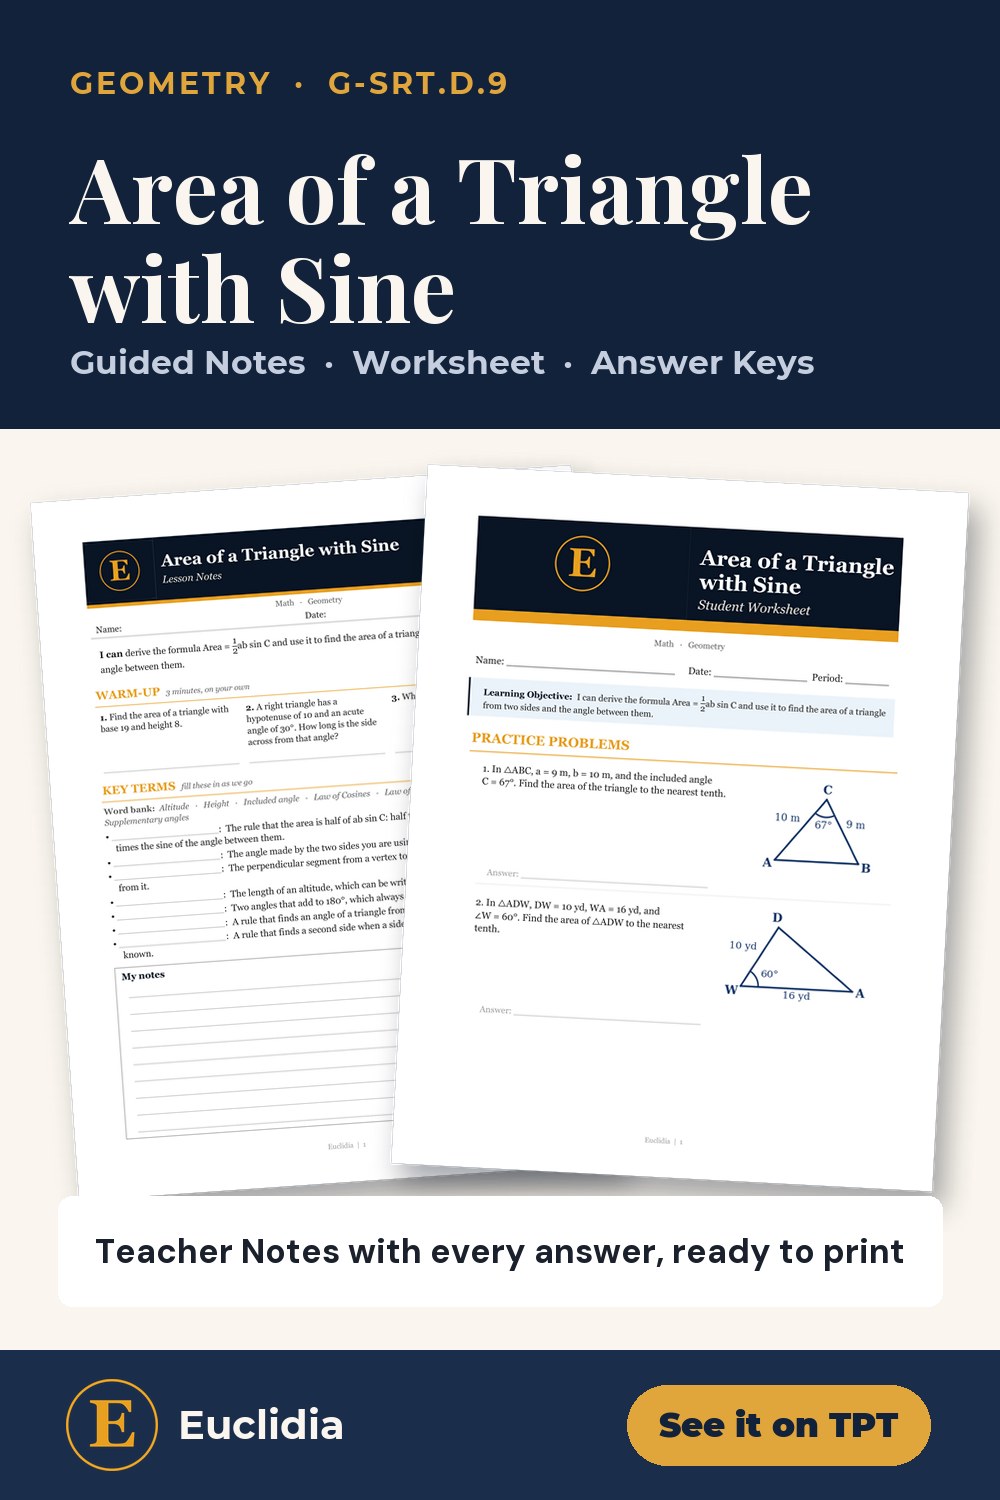 GEOMETRY · G-SRT.D.9
Area of a Triangle
with Sine
Guided Notes · Worksheet · Answer Keys
E
Area of a Triangle with Sine
Lesson Notes
Math · Geometry
Name:
Date:
I can derive the formula Area = 1/2ab sin C and use it to find the area of a triang
angle between them.
WARM-UP 3 minutes, on your own
1. Find the area of a triangle with
base 19 and height 8.
2. A right triangle has a
hypotenuse of 10 and an acute
angle of 30°. How long is the side
across from that angle?
3. Wh
KEY TERMS fill these in as we go
Word bank: Altitude · Height · Included angle · Law of Cosines · Law of
Supplementary angles
• ____: The rule that the area is half of ab sin C: half
times the sine of the angle between them.
• ____: The angle made by the two sides you are usi
• ____: The perpendicular segment from a vertex to
from it.
• ____: The length of an altitude, which can be writ
• ____: Two angles that add to 180°, which always
• ____: A rule that finds an angle of a triangle from
• ____: A rule that finds a second side when a side
known.
My notes
Euclidia | 1
E
Area of a Triangle
with Sine
Student Worksheet
Math · Geometry
Name: ____ Date: ____ Period: ____
Learning Objective: I can derive the formula Area = 1/2ab sin C and use it to find the area of a triangle
from two sides and the angle between them.
PRACTICE PROBLEMS
1. In △ABC, a = 9 m, b = 10 m, and the included angle
C = 67°. Find the area of the triangle to the nearest tenth.
C
10 m
67°
9 m
A
B
Answer: ____
2. In △ADW, DW = 10 yd, WA = 16 yd, and
∠W = 60°. Find the area of △ADW to the nearest
tenth.
D
10 yd
60°
W
16 yd
A
Answer: ____
Euclidia | 1
Teacher Notes with every answer, ready to print
E
Euclidia
See it on TPT